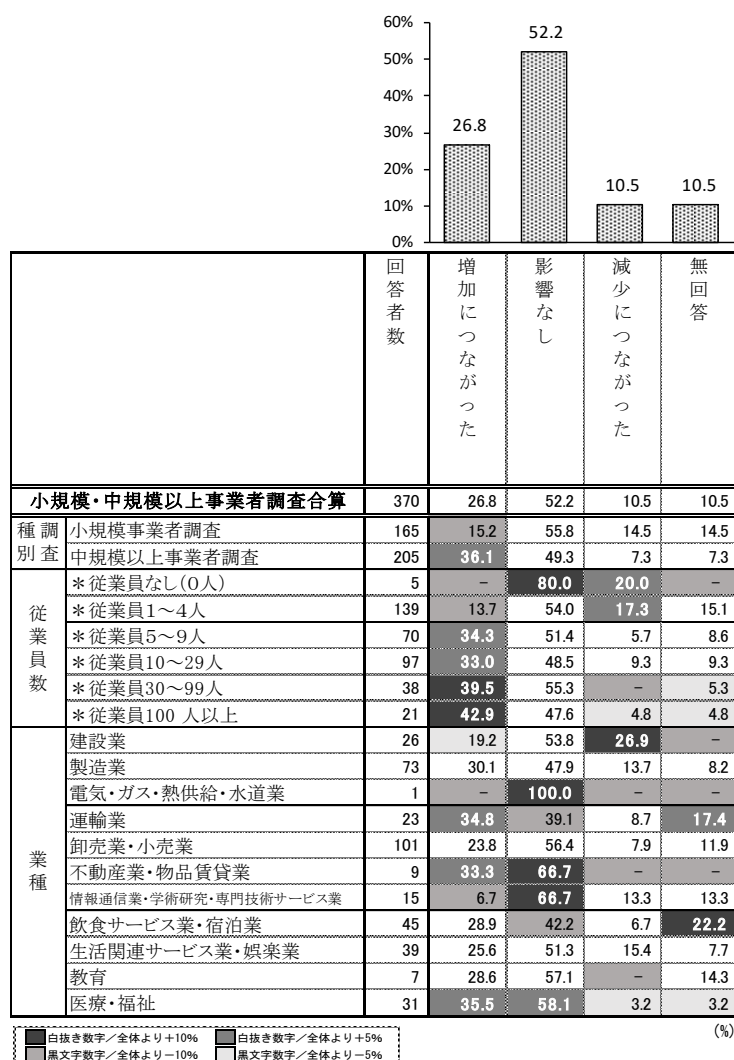 60%
50%
40%
30%
20%
10%
0%
26.8 52.2 10.5 10.5
回答者数 増加につながった 影響なし 減少につながった 無回答
小規模・中規模以上事業者調査合算 370 26.8 52.2 10.5 10.5
調査種別
小規模事業者調査 165 15.2 55.8 14.5 14.5
中規模以上事業者調査 205 36.1 49.3 7.3 7.3
従業員数
*従業員なし(0人) 5 - 80.0 20.0 -
*従業員1~4人 139 13.7 54.0 17.3 15.1
*従業員5~9人 70 34.3 51.4 5.7 8.6
*従業員10~29人 97 33.0 48.5 9.3 9.3
*従業員30~99人 38 39.5 55.3 - 5.3
*従業員100 人以上 21 42.9 47.6 4.8 4.8
業種
建設業 26 19.2 53.8 26.9 -
製造業 73 30.1 47.9 13.7 8.2
電気・ガス・熱供給・水道業 1 - 100.0 - -
運輸業 23 34.8 39.1 8.7 17.4
卸売業・小売業 101 23.8 56.4 7.9 11.9
不動産業・物品賃貸業 9 33.3 66.7 - -
情報通信業・学術研究・専門技術サービス業 15 6.7 66.7 13.3 13.3
飲食サービス業・宿泊業 45 28.9 42.2 6.7 22.2
生活関連サービス業・娯楽業 39 25.6 51.3 15.4 7.7
教育 7 28.6 57.1 - 14.3
医療・福祉 31 35.5 58.1 3.2 3.2
(%)
白抜き数字/全体より+10% 白抜き数字/全体より+5%
黒文字数字/全体より-10% 黒文字数字/全体より-5%